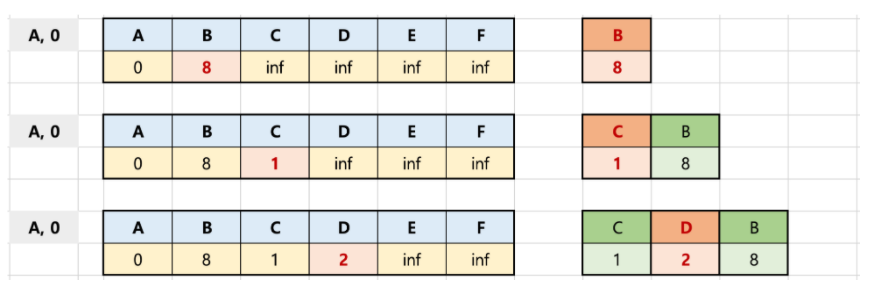 A, 0 A B C D E F B
0 8 inf inf inf inf 8
A, 0 A B C D E F C B
0 8 1 inf inf inf 1 8
A, 0 A B C D E F C D B
0 8 1 2 inf inf 1 2 8